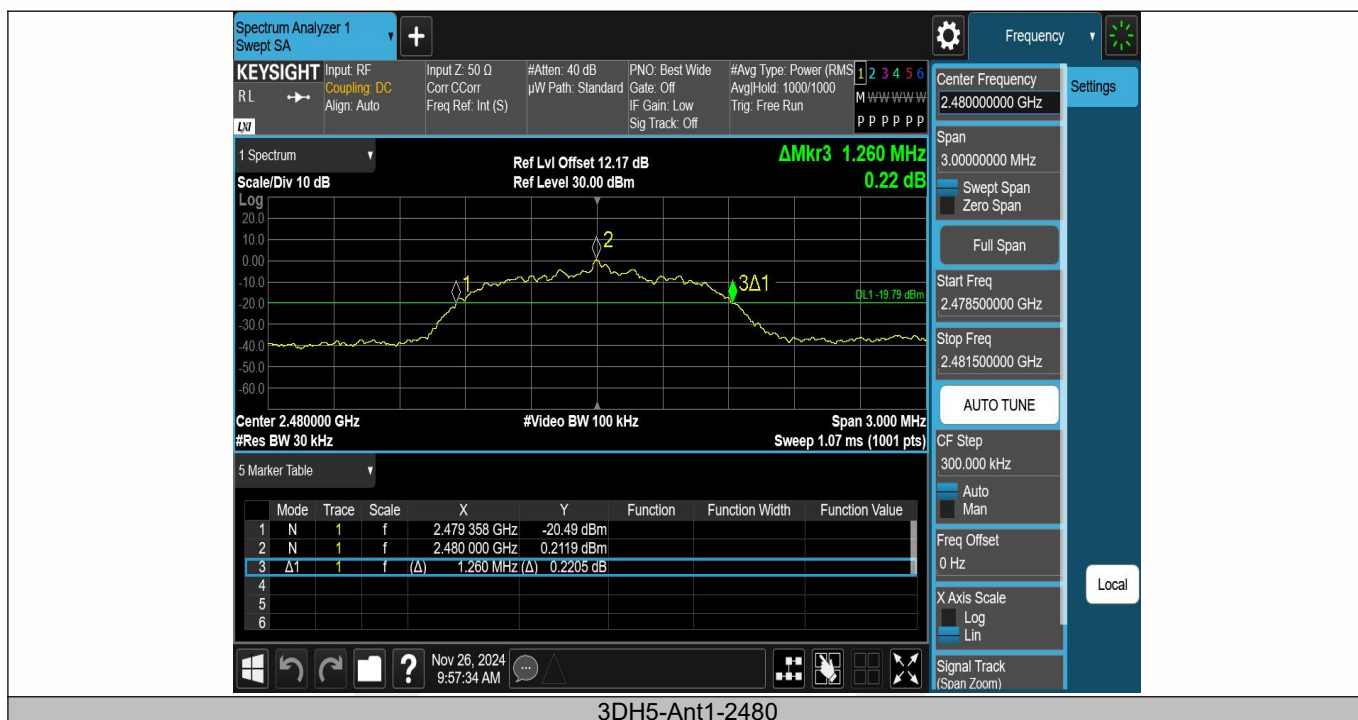 Spectrum Analyzer 1
Swept SA
+
Frequency
KEYSIGHT
RL
LXI
Input: RF
Coupling: DC
Align: Auto
Input Z: 50 Ω
Corr CCorr
Freq Ref: Int (S)
#Atten: 40 dB
µW Path: Standard
PNO: Best Wide
Gate: Off
IF Gain: Low
Sig Track: Off
#Avg Type: Power (RMS
Avg|Hold: 1000/1000
Trig: Free Run
1 2 3 4 5 6
M W W W W W
P P P P P P
1 Spectrum
Scale/Div 10 dB
Ref Lvl Offset 12.17 dB
Ref Level 30.00 dBm
ΔMkr3 1.260 MHz
0.22 dB
Log
20.0
10.0
0.00
-10.0
-20.0
-30.0
-40.0
-50.0
-60.0
1
2
3Δ1
DL1 -19.79 dBm
Center 2.480000 GHz
#Video BW 100 kHz
Span 3.000 MHz
#Res BW 30 kHz
Sweep 1.07 ms (1001 pts)
5 Marker Table
Mode Trace Scale X Y Function Function Width Function Value
1 N 1 f 2.479 358 GHz -20.49 dBm
2 N 1 f 2.480 000 GHz 0.2119 dBm
3 Δ1 1 f (Δ) 1.260 MHz (Δ) 0.2205 dB
4
5
6
?
Nov 26, 2024
9:57:34 AM
Settings
Center Frequency
2.480000000 GHz
Span
3.00000000 MHz
Swept Span
Zero Span
Full Span
Start Freq
2.478500000 GHz
Stop Freq
2.481500000 GHz
AUTO TUNE
CF Step
300.000 kHz
Auto
Man
Freq Offset
0 Hz
Local
X Axis Scale
Log
Lin
Signal Track
(Span Zoom)
3DH5-Ant1-2480